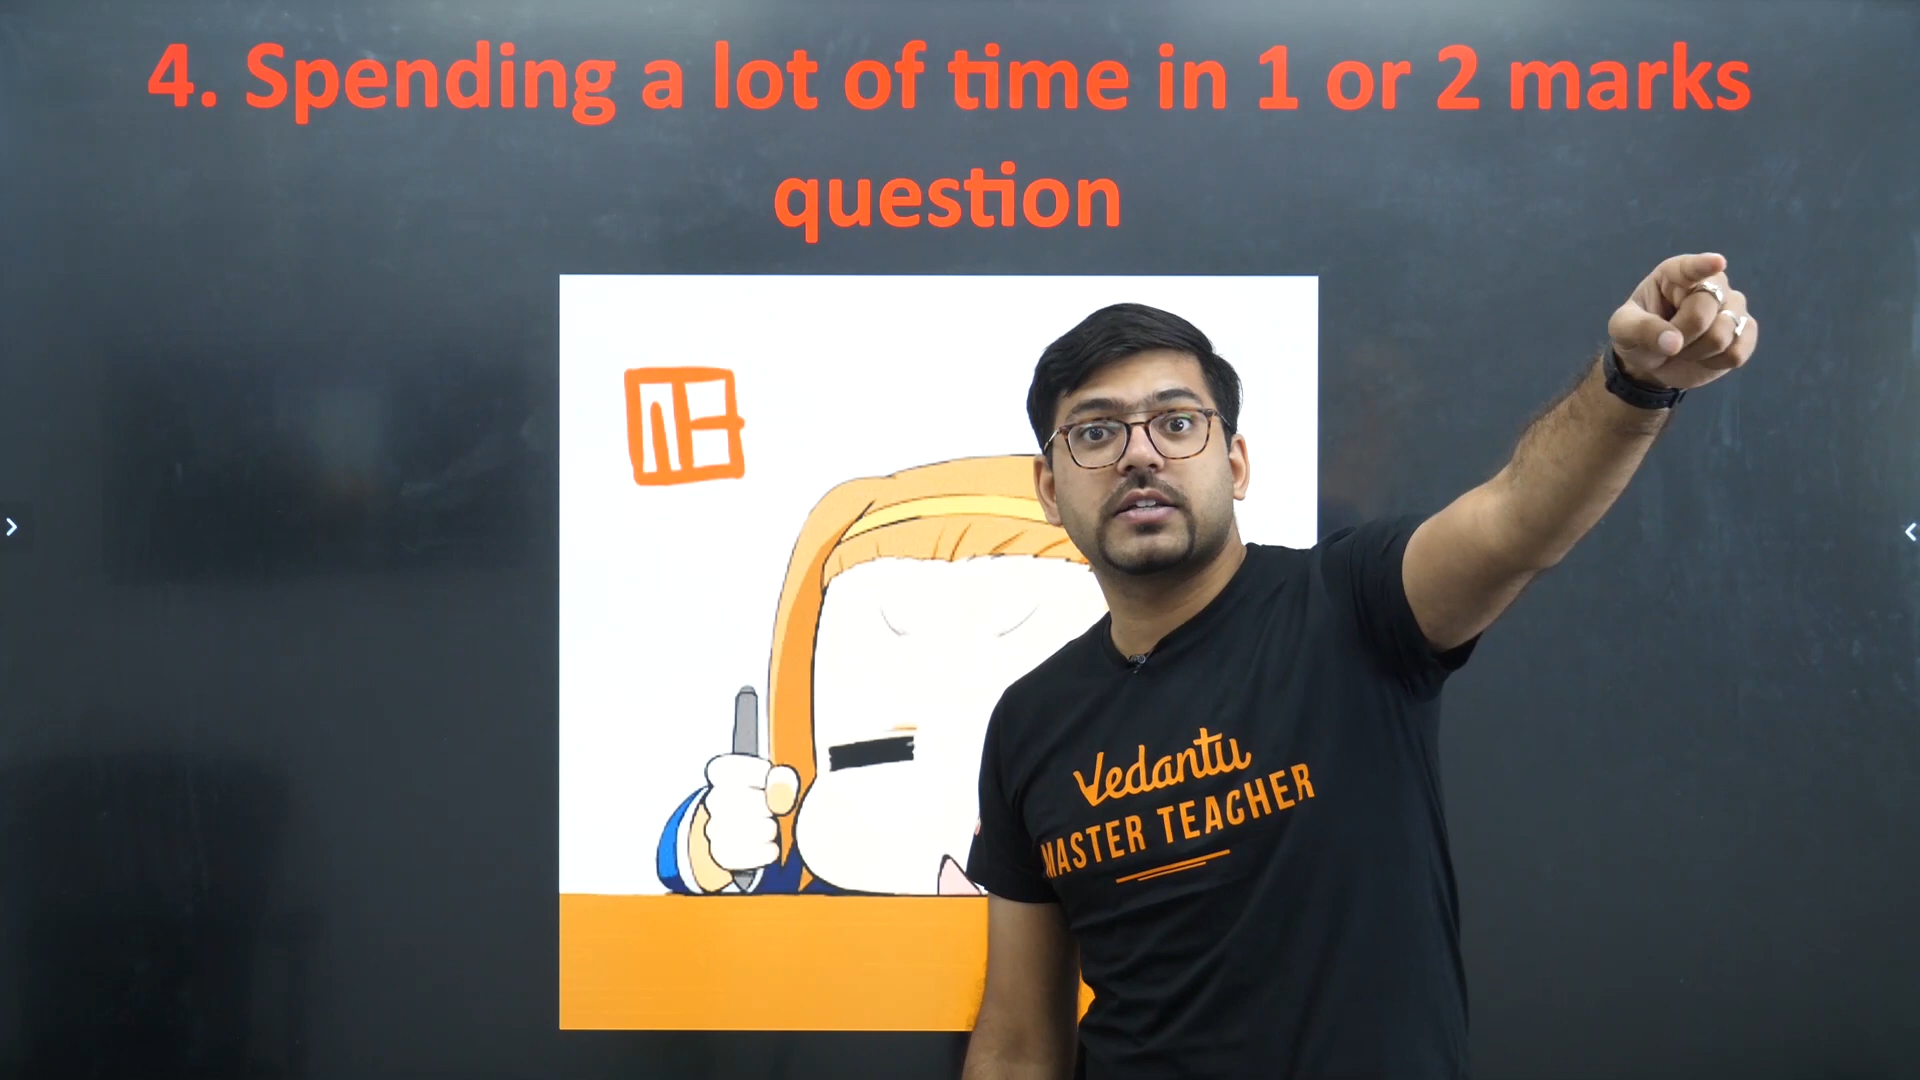 4. Spending a lot of time in 1 or 2 marks
question
Vedantu
MASTER TEACHER